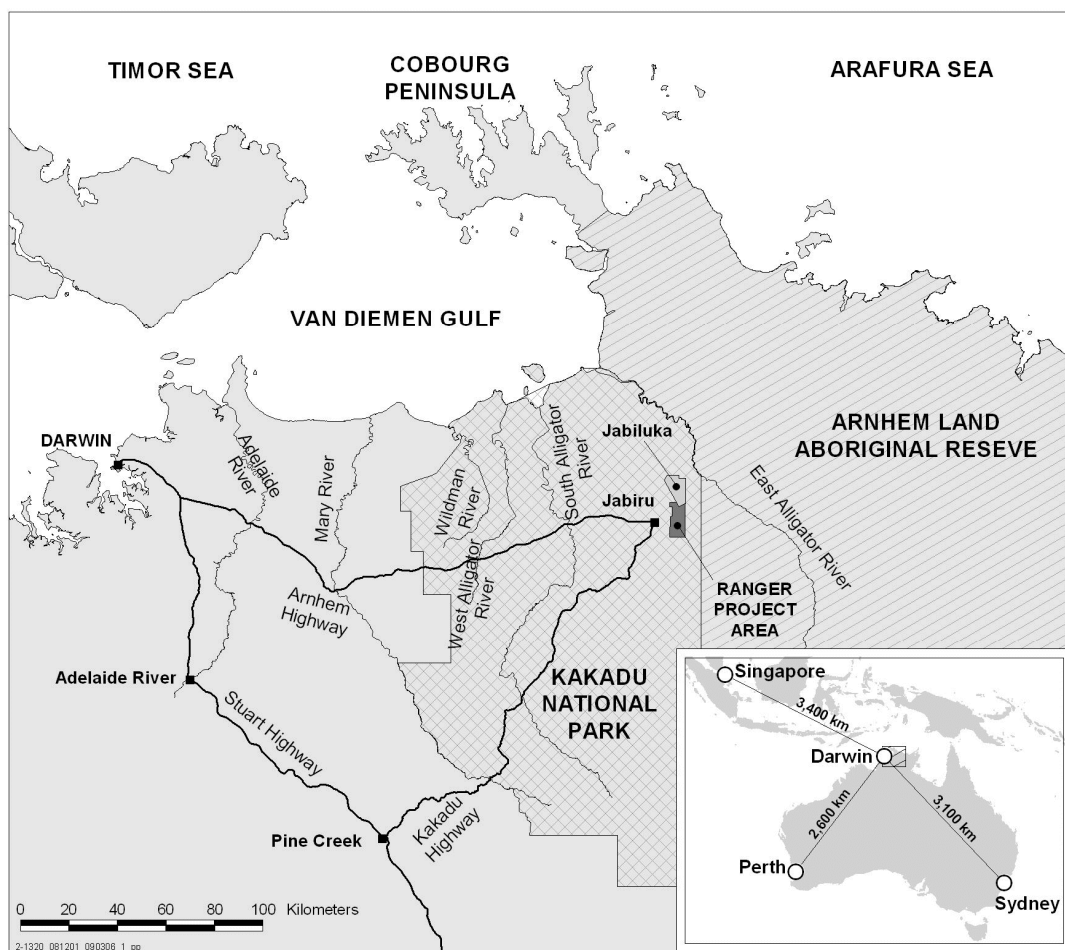 TIMOR SEA
COBOURG
PENINSULA
ARAFURA SEA
VAN DIEMEN GULF
DARWIN
Adelaide
River
Mary River
Wildman
River
West Alligator
River
South Alligator
River
Jabiluka
Jabiru
ARNHEM LAND
ABORIGINAL RESEVE
East Alligator River
RANGER
PROJECT
AREA
Arnhem
Highway
Adelaide River
Stuart Highway
KAKADU
NATIONAL
PARK
Pine Creek
Kakadu
Highway
0 20 40 60 80 100 Kilometers
2-1320_081201_090306_1_pp
Singapore
3,400 km
Darwin
2,600 km
3,100 km
Perth
Sydney